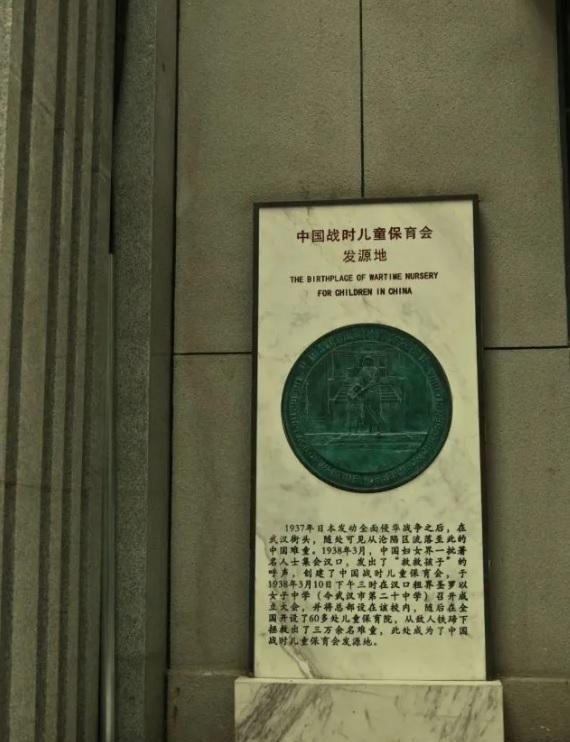 中国战时儿童保育会
发源地
THE BIRTHPLACE OF WARTIME NURSERY
FOR CHILDREN IN CHINA
1937年日本发动全面侵华战争之后，在
武汉街头，随处可见从沦陷区流落至此的
中国难童。1938年3月，中国妇女界一批著
名人士集会汉口，发出了“救救孩子”的
呼声，创建了中国战时儿童保育会，于
1938年3月10日下午三时在汉口租界圣罗以
女子中学（今武汉市第二十中学）召开成
立大会，并将总部设在该校内，随后在全
国开设了60多处儿童保育院，从敌人铁蹄下
拯救出了三万余名难童，此处成为了中国
战时儿童保育会发源地。